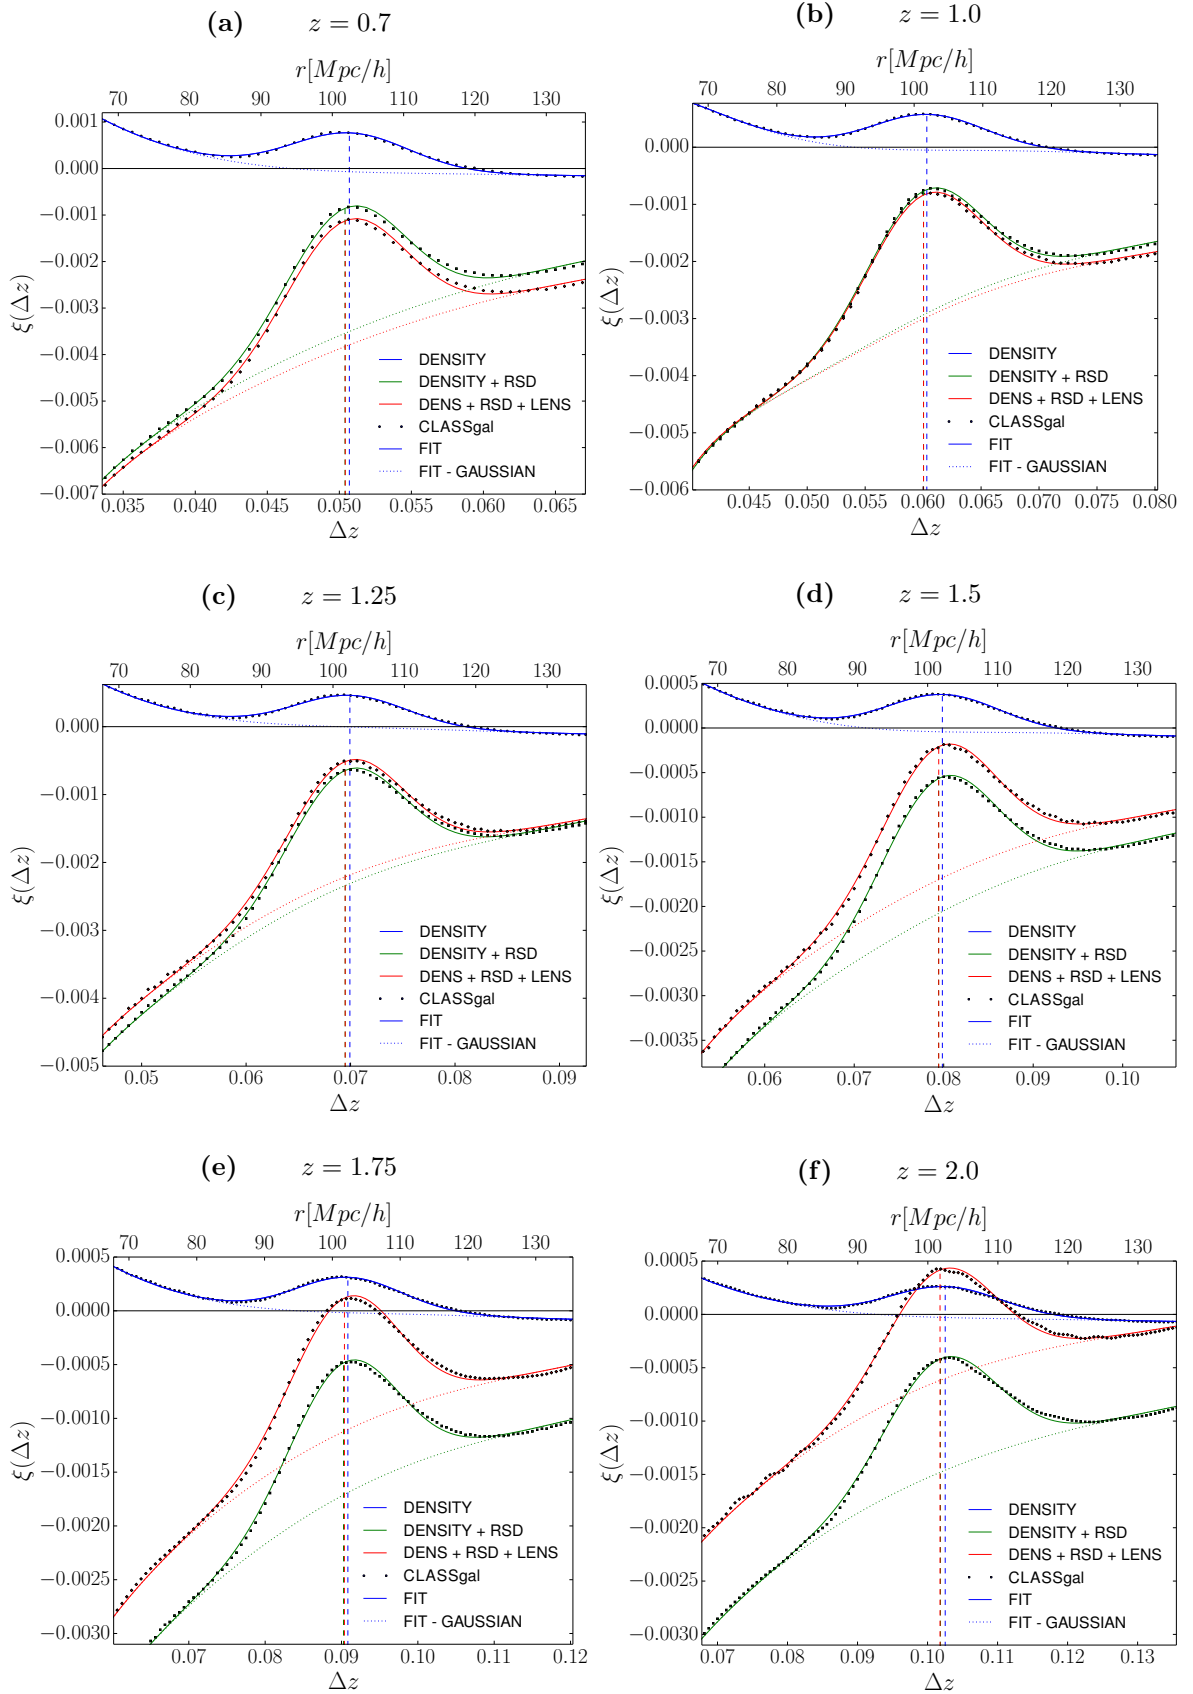 (a) z = 0.7
r[Mpc/h]
70 80 90 100 110 120 130
0.001
0.000
−0.001
−0.002
−0.003
−0.004
−0.005
−0.006
−0.007
ξ(Δz)
DENSITY
DENSITY + RSD
DENS + RSD + LENS
CLASSgal
FIT
FIT - GAUSSIAN
0.035 0.040 0.045 0.050 0.055 0.060 0.065
Δz
(b) z = 1.0
r[Mpc/h]
70 80 90 100 110 120 130
0.000
−0.001
−0.002
−0.003
−0.004
−0.005
−0.006
ξ(Δz)
DENSITY
DENSITY + RSD
DENS + RSD + LENS
CLASSgal
FIT
FIT - GAUSSIAN
0.045 0.050 0.055 0.060 0.065 0.070 0.075 0.080
Δz
(c) z = 1.25
r[Mpc/h]
70 80 90 100 110 120 130
0.000
−0.001
−0.002
−0.003
−0.004
−0.005
ξ(Δz)
DENSITY
DENSITY + RSD
DENS + RSD + LENS
CLASSgal
FIT
FIT - GAUSSIAN
0.05 0.06 0.07 0.08 0.09
Δz
(d) z = 1.5
r[Mpc/h]
70 80 90 100 110 120 130
0.0005
0.0000
−0.0005
−0.0010
−0.0015
−0.0020
−0.0025
−0.0030
−0.0035
ξ(Δz)
DENSITY
DENSITY + RSD
DENS + RSD + LENS
CLASSgal
FIT
FIT - GAUSSIAN
0.06 0.07 0.08 0.09 0.10
Δz
(e) z = 1.75
r[Mpc/h]
70 80 90 100 110 120 130
0.0005
0.0000
−0.0005
−0.0010
−0.0015
−0.0020
−0.0025
−0.0030
ξ(Δz)
DENSITY
DENSITY + RSD
DENS + RSD + LENS
CLASSgal
FIT
FIT - GAUSSIAN
0.07 0.08 0.09 0.10 0.11 0.12
Δz
(f) z = 2.0
r[Mpc/h]
70 80 90 100 110 120 130
0.0005
0.0000
−0.0005
−0.0010
−0.0015
−0.0020
−0.0025
−0.0030
ξ(Δz)
DENSITY
DENSITY + RSD
DENS + RSD + LENS
CLASSgal
FIT
FIT - GAUSSIAN
0.07 0.08 0.09 0.10 0.11 0.12 0.13
Δz